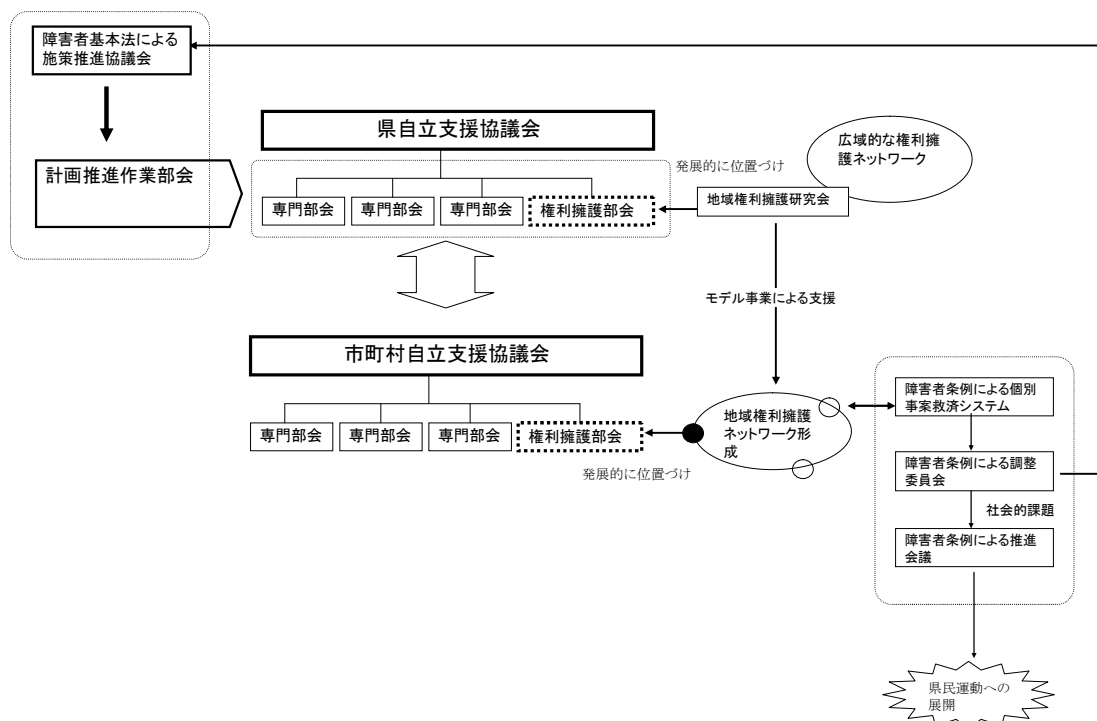 障害者基本法による
施策推進協議会
計画推進作業部会
県自立支援協議会
専門部会
専門部会
専門部会
権利擁護部会
発展的に位置づけ
広域的な権利擁
護ネットワーク
地域権利擁護研究会
モデル事業による支援
市町村自立支援協議会
専門部会
専門部会
専門部会
権利擁護部会
発展的に位置づけ
地域権利擁護
ネットワーク形
成
障害者条例による個別
事案救済システム
障害者条例による調整
委員会
社会的課題
障害者条例による推進
会議
県民運動への
展開